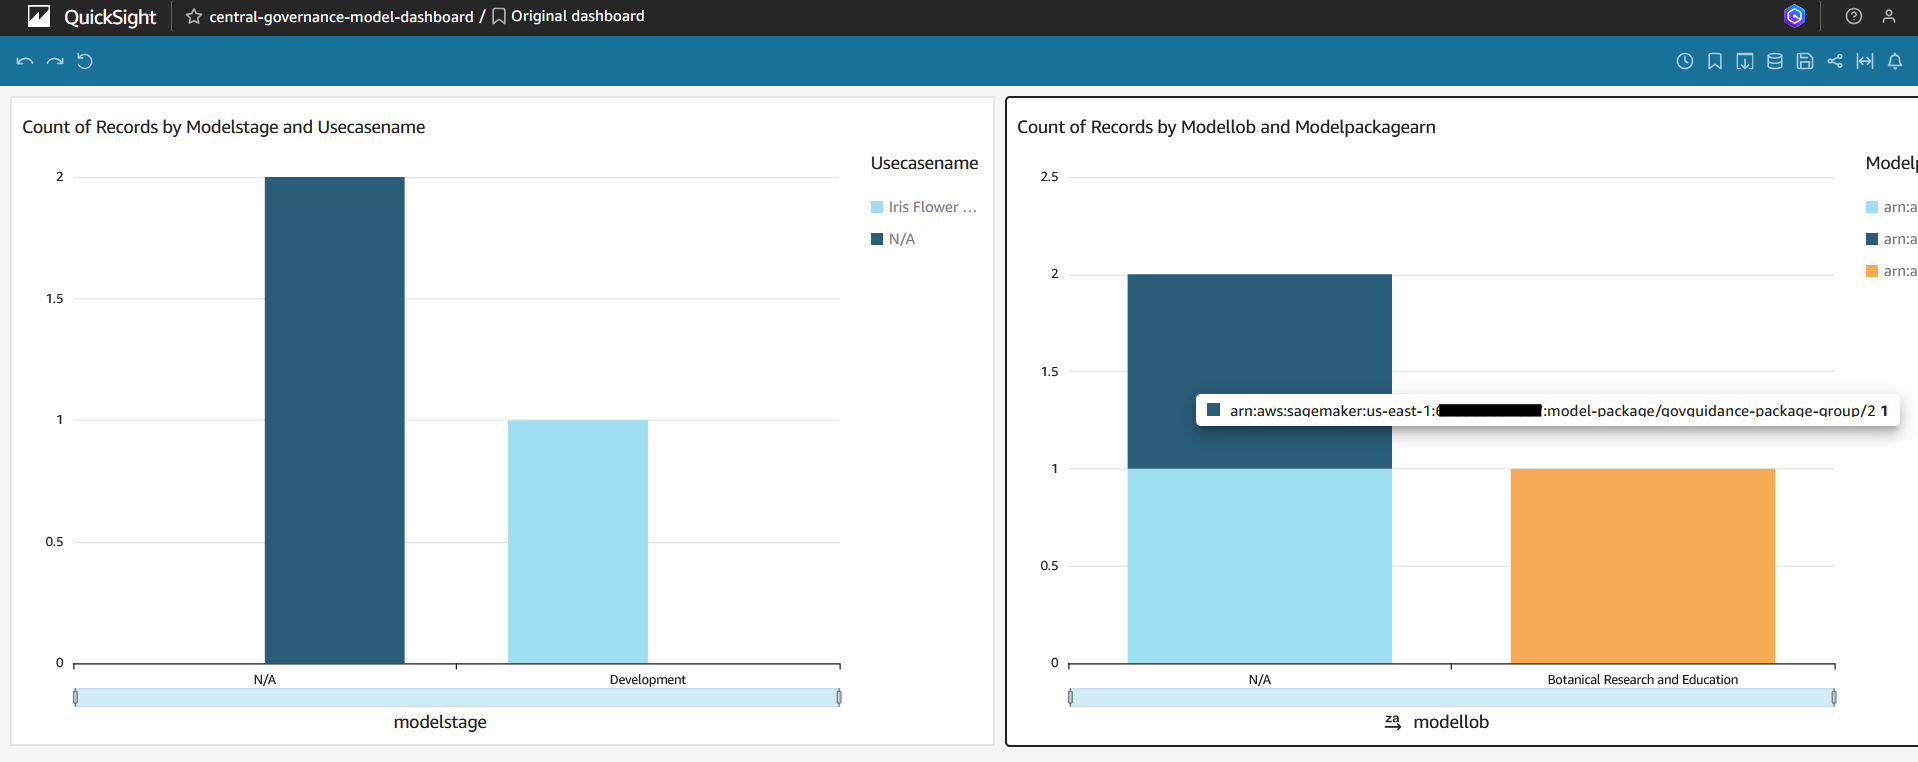 QuickSight central-governance-model-dashboard / Original dashboard
Count of Records by Modelstage and Usecasename
Usecasename
Iris Flower ...
N/A
2
1.5
1
0.5
0
N/A Development
modelstage
Count of Records by Modellob and Modelpackagearn
Model
arn:a
arn:a
arn:a
2.5
2
1.5
1
0.5
0
arn:aws:sagemaker:us-east-1: :model-package/govguidance-package-group/2 1
N/A Botanical Research and Education
za modellob